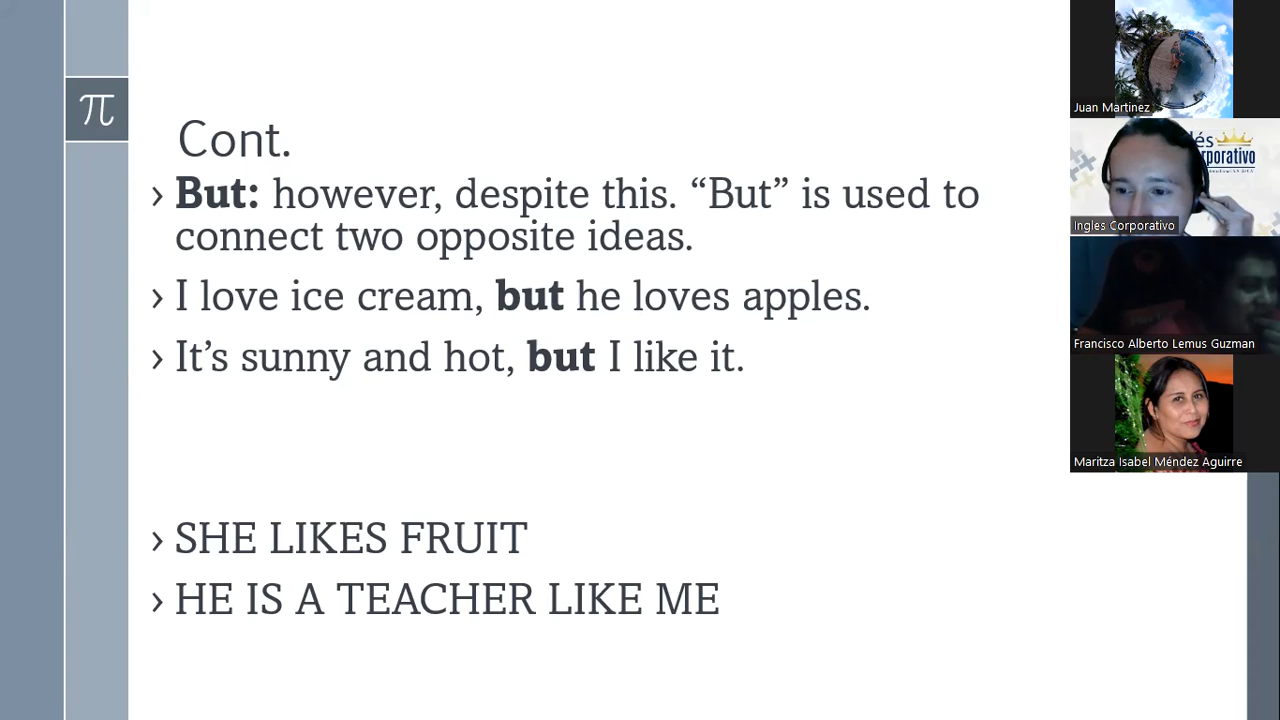 π
Cont.
› But: however, despite this. “But” is used to
connect two opposite ideas.
› I love ice cream, but he loves apples.
› It’s sunny and hot, but I like it.
› SHE LIKES FRUIT
› HE IS A TEACHER LIKE ME
Juan Martinez
lés
rporativo
Ingles Corporativo
Francisco Alberto Lemus Guzman
Maritza Isabel Méndez Aguirre